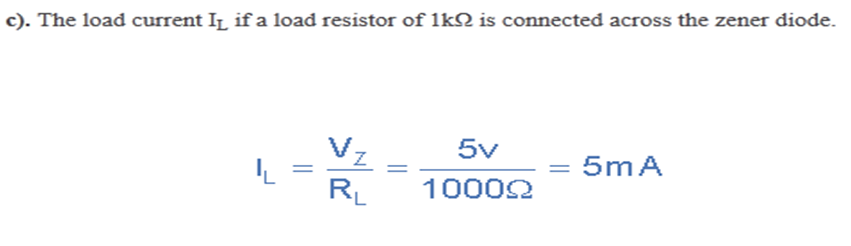 c). The load current I_L if a load resistor of 1kΩ is connected across the zener diode.
I_L = V_Z / R_L = 5v / 1000Ω = 5mA